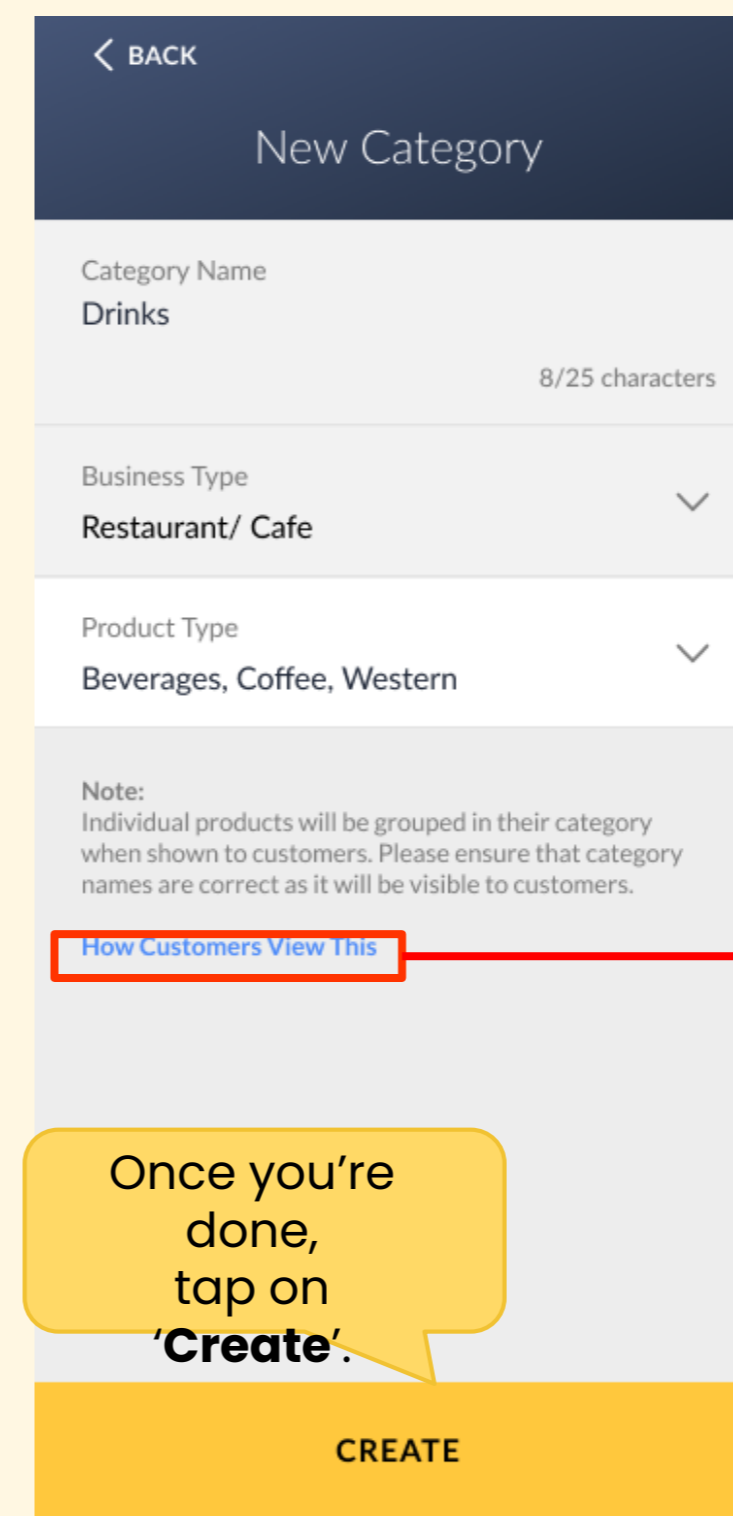 BACK
New Category
Category Name
Drinks
8/25 characters
Business Type
Restaurant/ Cafe
Product Type
Beverages, Coffee, Western
Note:
Individual products will be grouped in their category
when shown to customers. Please ensure that category
names are correct as it will be visible to customers.
How Customers View This
Once you’re
done,
tap on
‘Create’.
CREATE